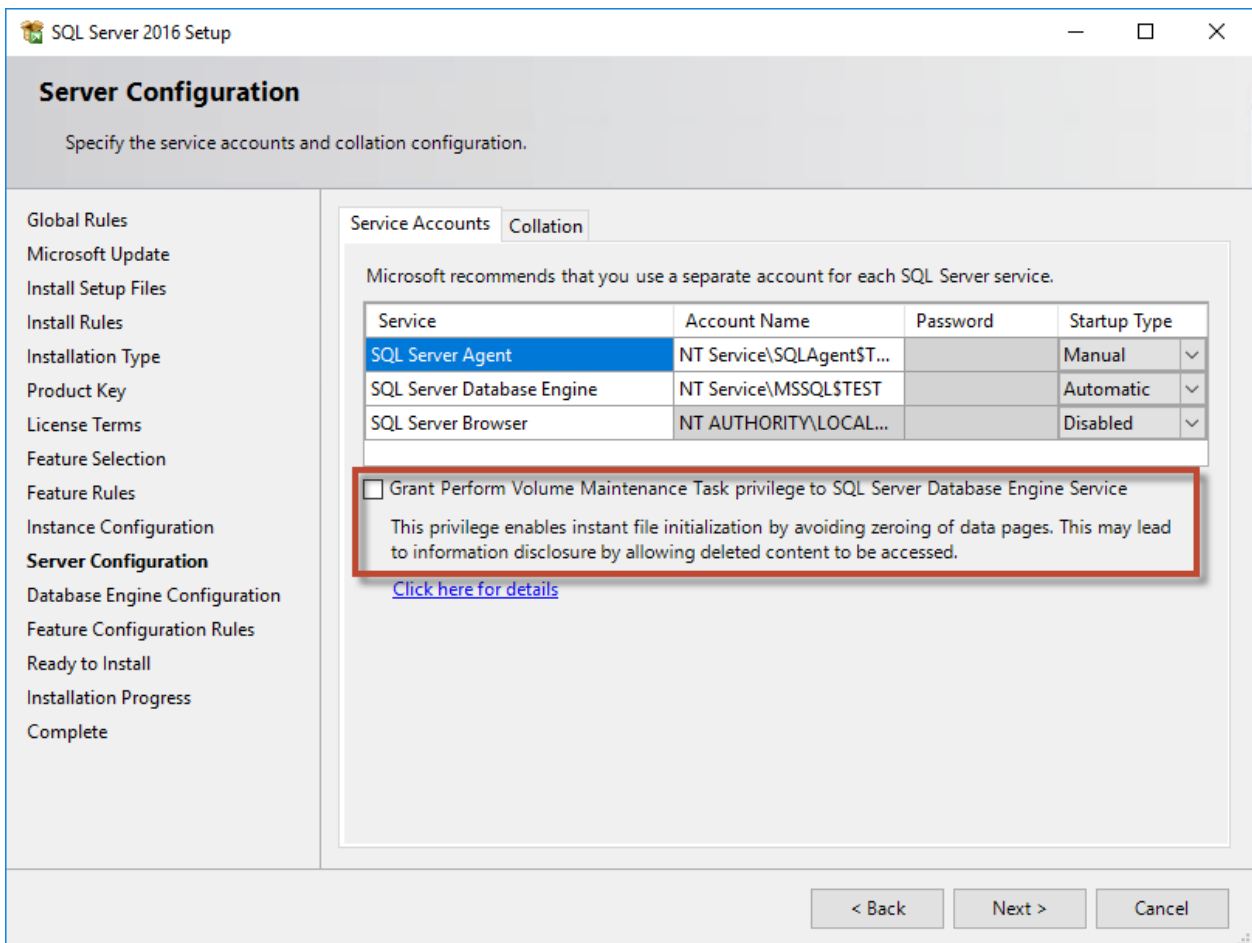 SQL Server 2016 Setup
Server Configuration
Specify the service accounts and collation configuration.
Global Rules
Microsoft Update
Install Setup Files
Install Rules
Installation Type
Product Key
License Terms
Feature Selection
Feature Rules
Instance Configuration
Server Configuration
Database Engine Configuration
Feature Configuration Rules
Ready to Install
Installation Progress
Complete
Service Accounts Collation
Microsoft recommends that you use a separate account for each SQL Server service.
Service Account Name Password Startup Type
SQL Server Agent NT Service\SQLAgent$T... Manual
SQL Server Database Engine NT Service\MSSQL$TEST Automatic
SQL Server Browser NT AUTHORITY\LOCAL... Disabled
Grant Perform Volume Maintenance Task privilege to SQL Server Database Engine Service
This privilege enables instant file initialization by avoiding zeroing of data pages. This may lead
to information disclosure by allowing deleted content to be accessed.
Click here for details
< Back Next > Cancel